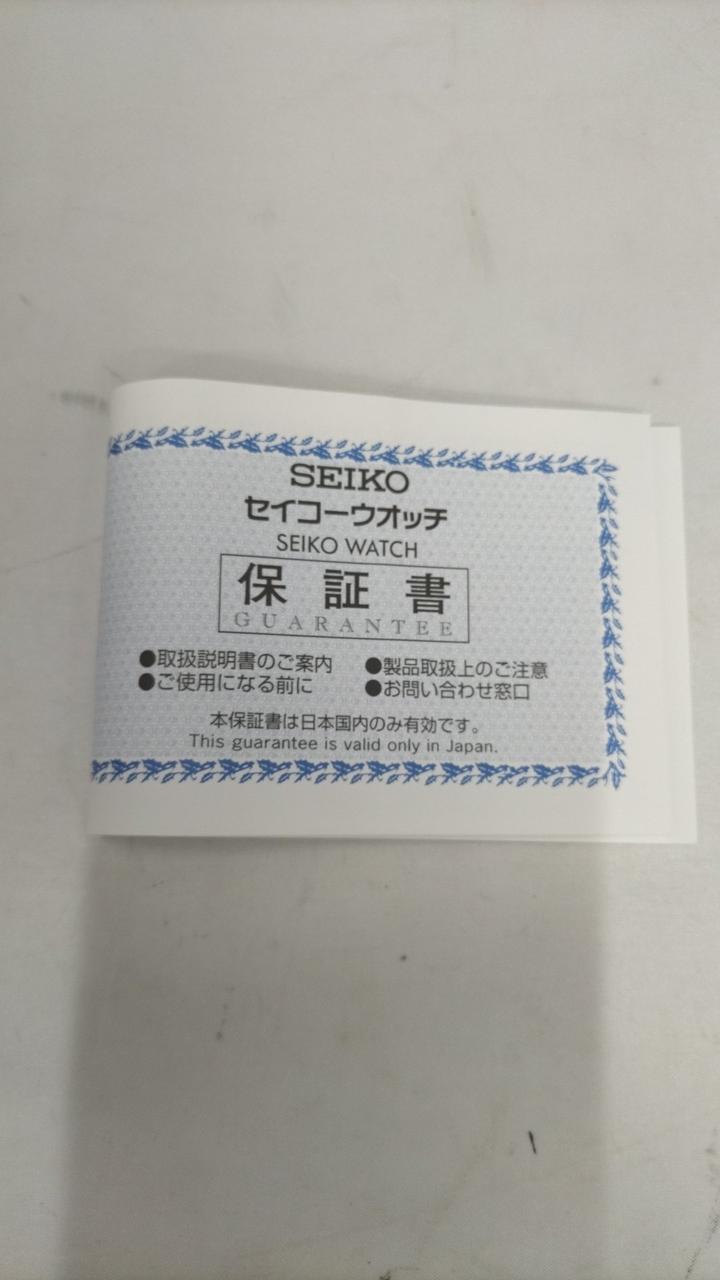 SEIKO
セイコーウオッチ
SEIKO WATCH
保証書
GUARANTEE
●取扱説明書のご案内 ●製品取扱上のご注意
●ご使用になる前に ●お問い合わせ窓口
本保証書は日本国内のみ有効です。
This guarantee is valid only in Japan.